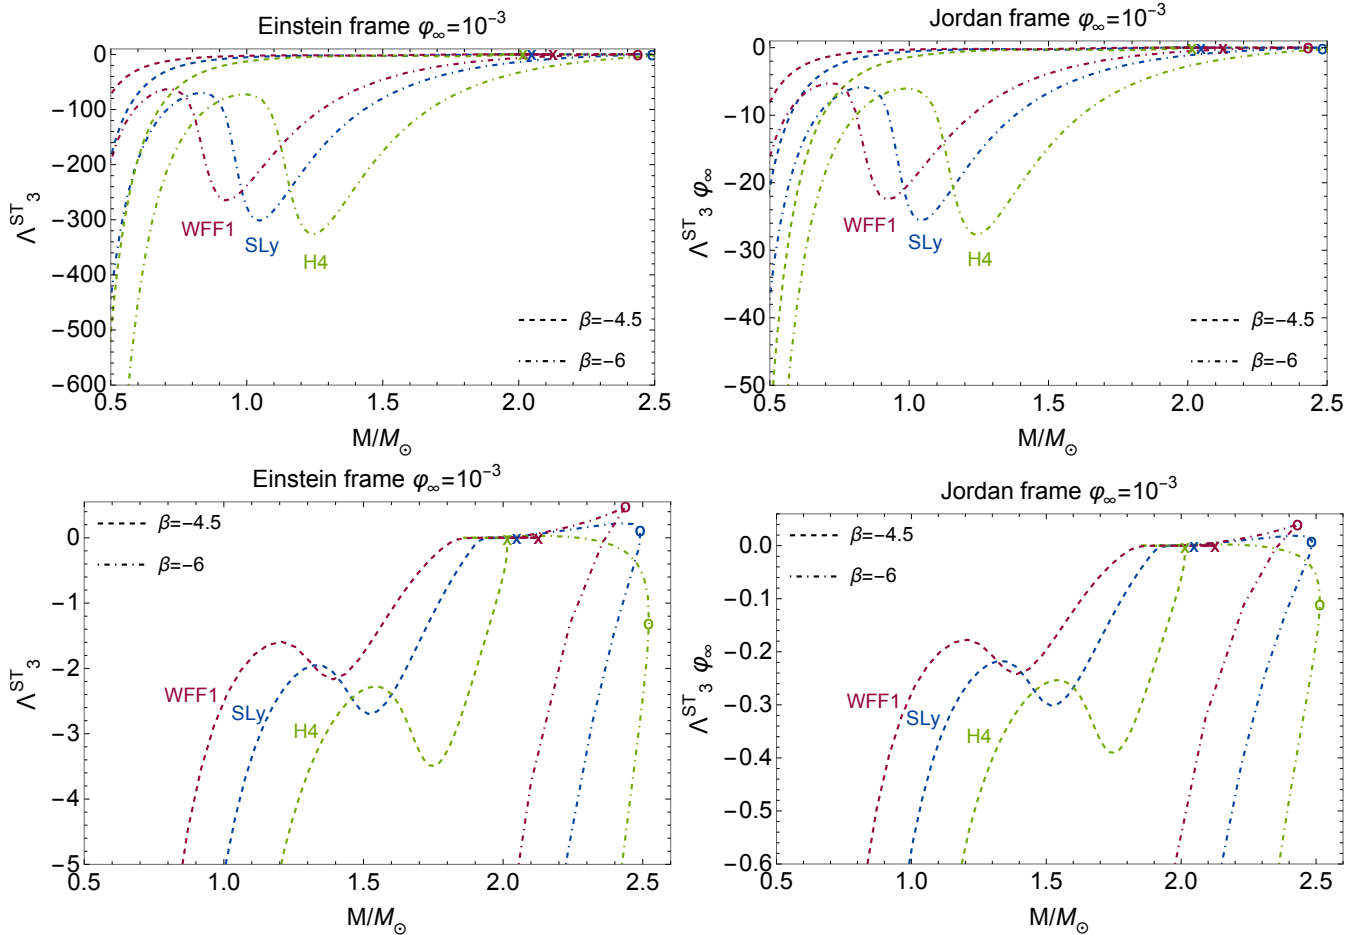 Einstein frame φ∞=10⁻³
Λ^ST_3
0
−100
−200
−300
−400
−500
−600
WFF1
SLy
H4
β=−4.5
β=−6
0.5 1.0 1.5 2.0 2.5
M/M⊙
Jordan frame φ∞=10⁻³
Λ^ST_3 φ∞
0
−10
−20
−30
−40
−50
WFF1
SLy
H4
β=−4.5
β=−6
0.5 1.0 1.5 2.0 2.5
M/M⊙
Einstein frame φ∞=10⁻³
Λ^ST_3
β=−4.5
β=−6
0
−1
−2
−3
−4
−5
WFF1
SLy
H4
0.5 1.0 1.5 2.0 2.5
M/M⊙
Jordan frame φ∞=10⁻³
Λ^ST_3 φ∞
β=−4.5
β=−6
0.0
−0.1
−0.2
−0.3
−0.4
−0.5
−0.6
WFF1
SLy
H4
0.5 1.0 1.5 2.0 2.5
M/M⊙